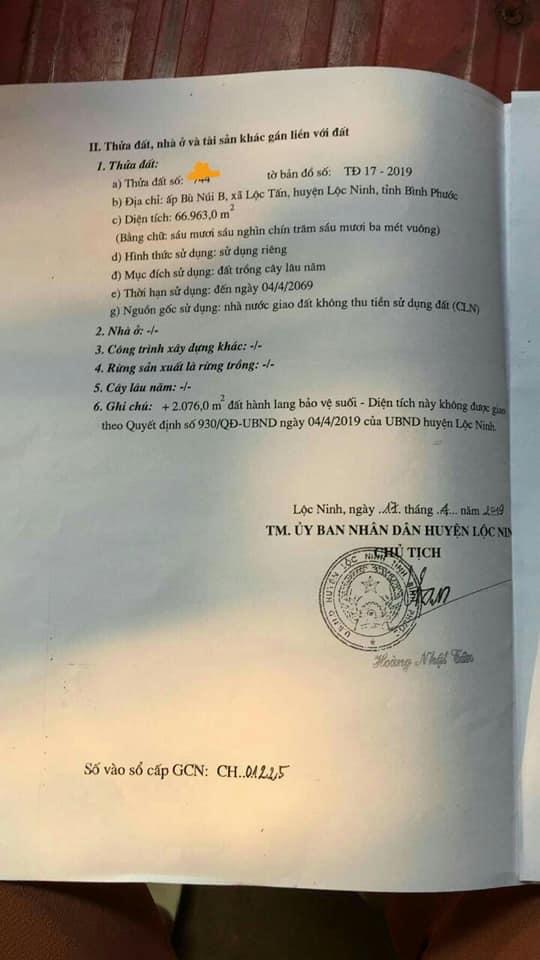 II. Thửa đất, nhà ở và tài sản khác gắn liền với đất
1. Thửa đất:
a) Thửa đất số: tờ bản đồ số: TĐ 17 - 2019
b) Địa chỉ: ấp Bù Núi B, xã Lộc Tấn, huyện Lộc Ninh, tỉnh Bình Phước
c) Diện tích: 66.963,0 m2
(Bằng chữ: sáu mươi sáu nghìn chín trăm sáu mươi ba mét vuông)
d) Hình thức sử dụng: sử dụng riêng
đ) Mục đích sử dụng: đất trồng cây lâu năm
e) Thời hạn sử dụng: đến ngày 04/4/2069
g) Nguồn gốc sử dụng: nhà nước giao đất không thu tiền sử dụng đất (CLN)
2. Nhà ở: -/-
3. Công trình xây dựng khác: -/-
4. Rừng sản xuất là rừng trồng: -/-
5. Cây lâu năm: -/-
6. Ghi chú: + 2.076,0 m2 đất hành lang bảo vệ suối - Diện tích này không được giao
theo Quyết định số 930/QĐ-UBND ngày 04/4/2019 của UBND huyện Lộc Ninh.
Lộc Ninh, ngày ..17. tháng .4... năm 2019
TM. ỦY BAN NHÂN DÂN HUYỆN LỘC NIN
CHỦ TỊCH
U.B.N.D HUYỆN LỘC NINH TỈNH
Hoàng Nhật Tân
Số vào sổ cấp GCN: CH..01225